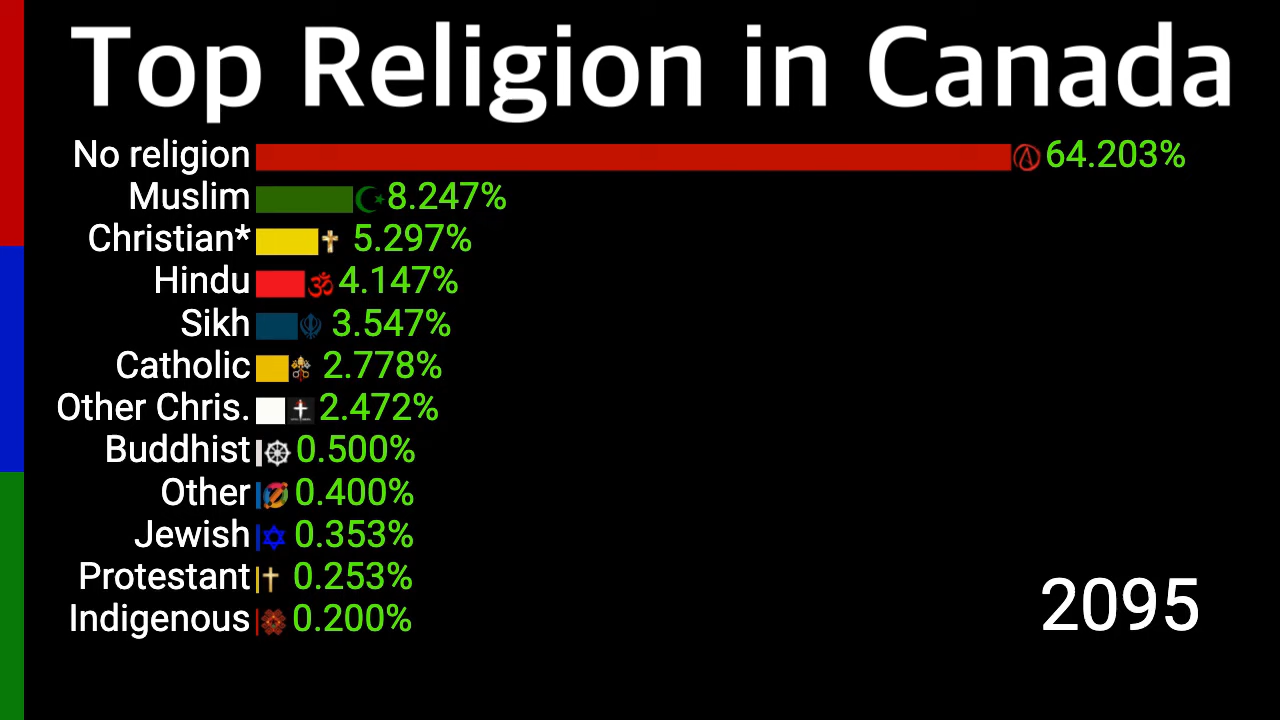 Top Religion in Canada
No religion 64.203%
Muslim 8.247%
Christian* 5.297%
Hindu 4.147%
Sikh 3.547%
Catholic 2.778%
Other Chris. 2.472%
Buddhist 0.500%
Other 0.400%
Jewish 0.353%
Protestant 0.253%
Indigenous 0.200%
2095